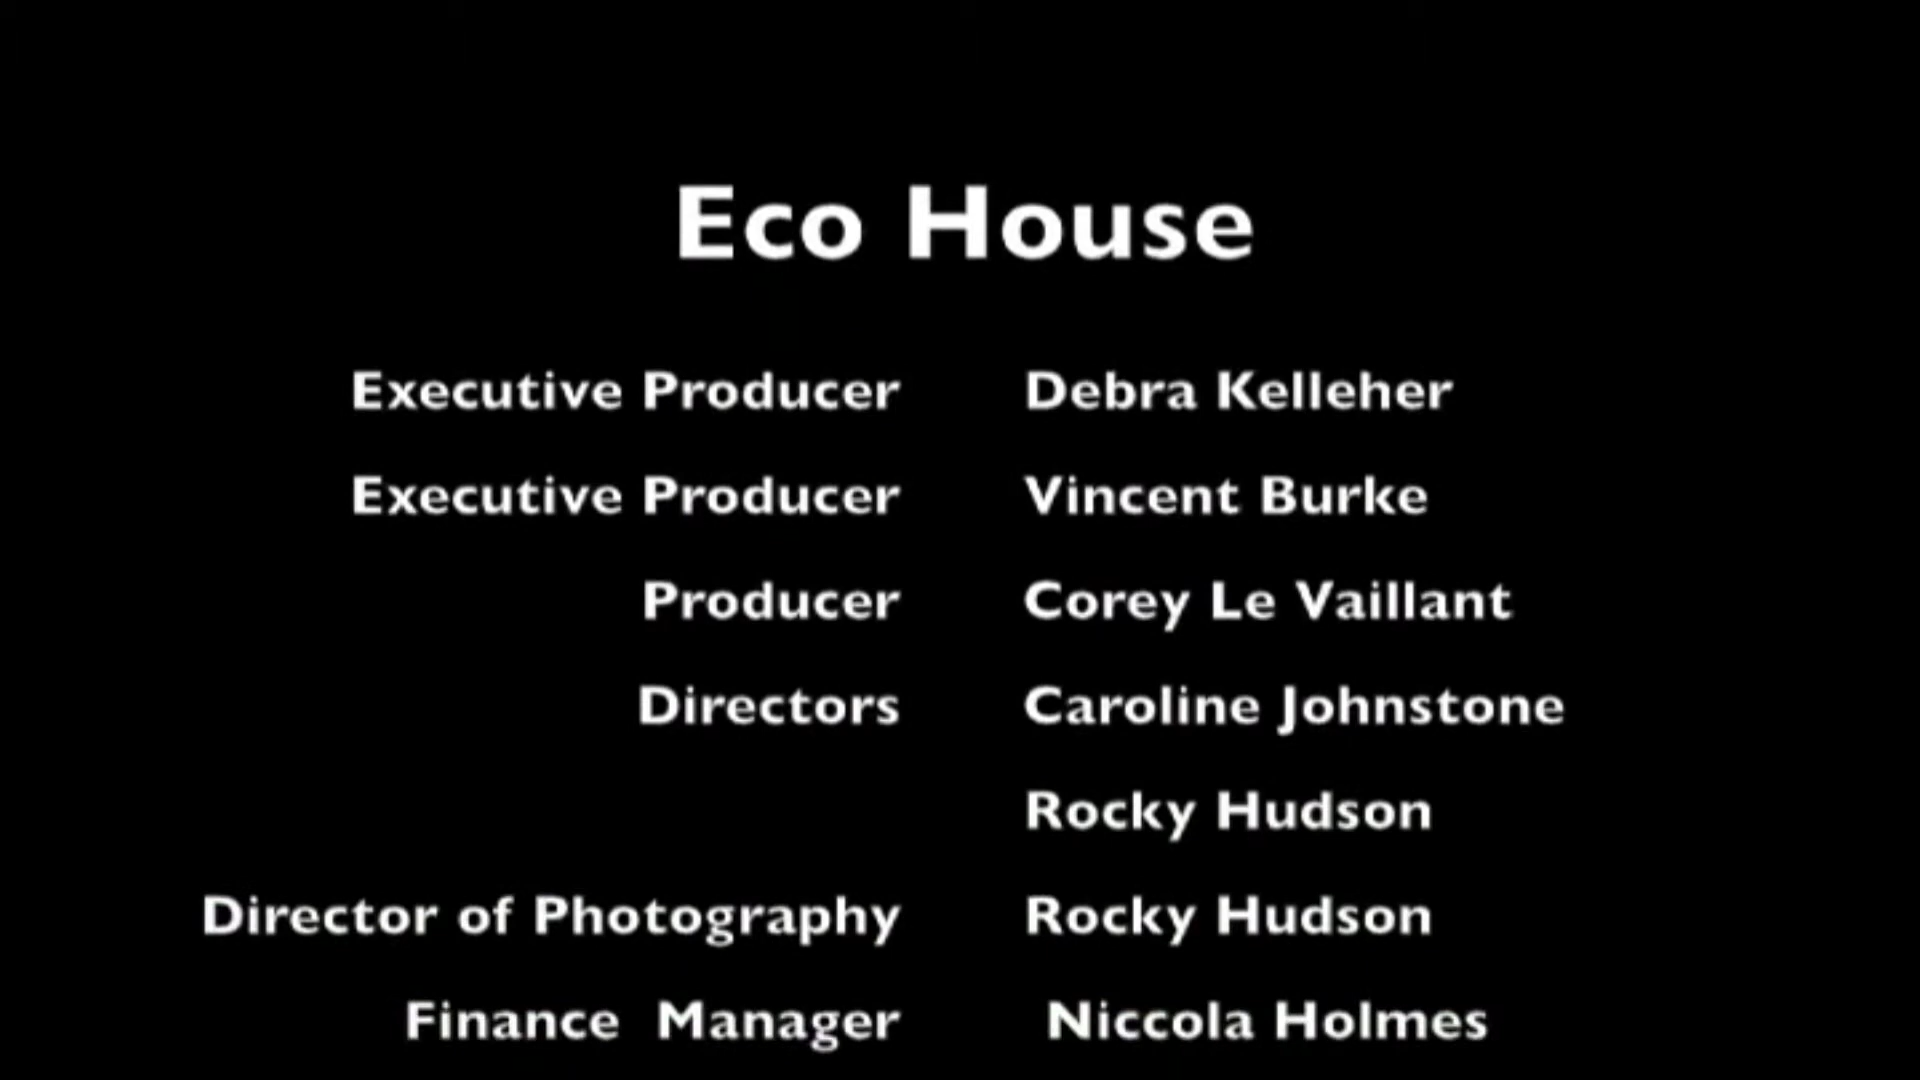 Eco House
Executive Producer Debra Kelleher
Executive Producer Vincent Burke
Producer Corey Le Vaillant
Directors Caroline Johnstone
Rocky Hudson
Director of Photography Rocky Hudson
Finance Manager Niccola Holmes